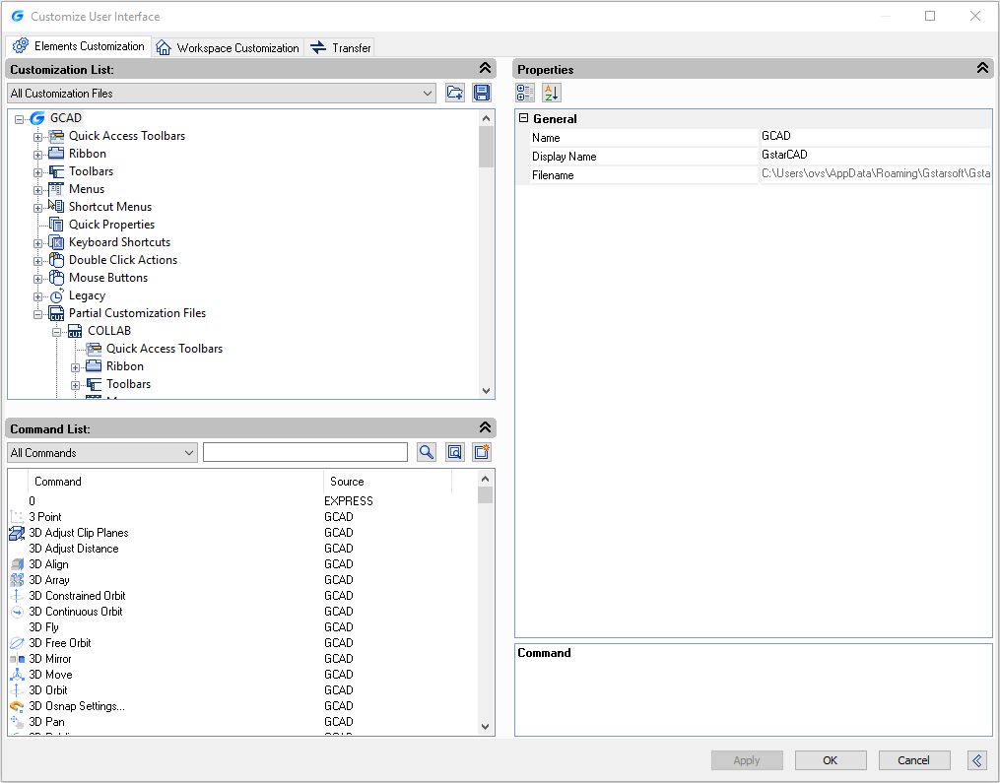 Customize User Interface
Elements Customization
Workspace Customization
Transfer
Customization List:
All Customization Files
GCAD
Quick Access Toolbars
Ribbon
Toolbars
Menus
Shortcut Menus
Quick Properties
Keyboard Shortcuts
Double Click Actions
Mouse Buttons
Legacy
Partial Customization Files
COLLAB
Quick Access Toolbars
Ribbon
Toolbars
Command List:
All Commands
Command Source
0 EXPRESS
3 Point GCAD
3D Adjust Clip Planes GCAD
3D Adjust Distance GCAD
3D Align GCAD
3D Array GCAD
3D Constrained Orbit GCAD
3D Continuous Orbit GCAD
3D Fly GCAD
3D Free Orbit GCAD
3D Mirror GCAD
3D Move GCAD
3D Orbit GCAD
3D Osnap Settings... GCAD
3D Pan GCAD
Properties
General
Name GCAD
Display Name GstarCAD
Filename C:\Users\ovs\AppData\Roaming\Gstarsoft\Gsta
Command
Apply
OK
Cancel